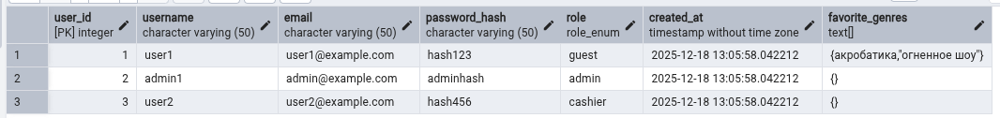 user_id username email password_hash role created_at favorite_genres
[PK] integer character varying (50) character varying (50) character varying (50) role_enum timestamp without time zone text[]
1 1 user1 user1@example.com hash123 guest 2025-12-18 13:05:58.042212 {акробатика,"огненное шоу"}
2 2 admin1 admin@example.com adminhash admin 2025-12-18 13:05:58.042212 {}
3 3 user2 user2@example.com hash456 cashier 2025-12-18 13:05:58.042212 {}